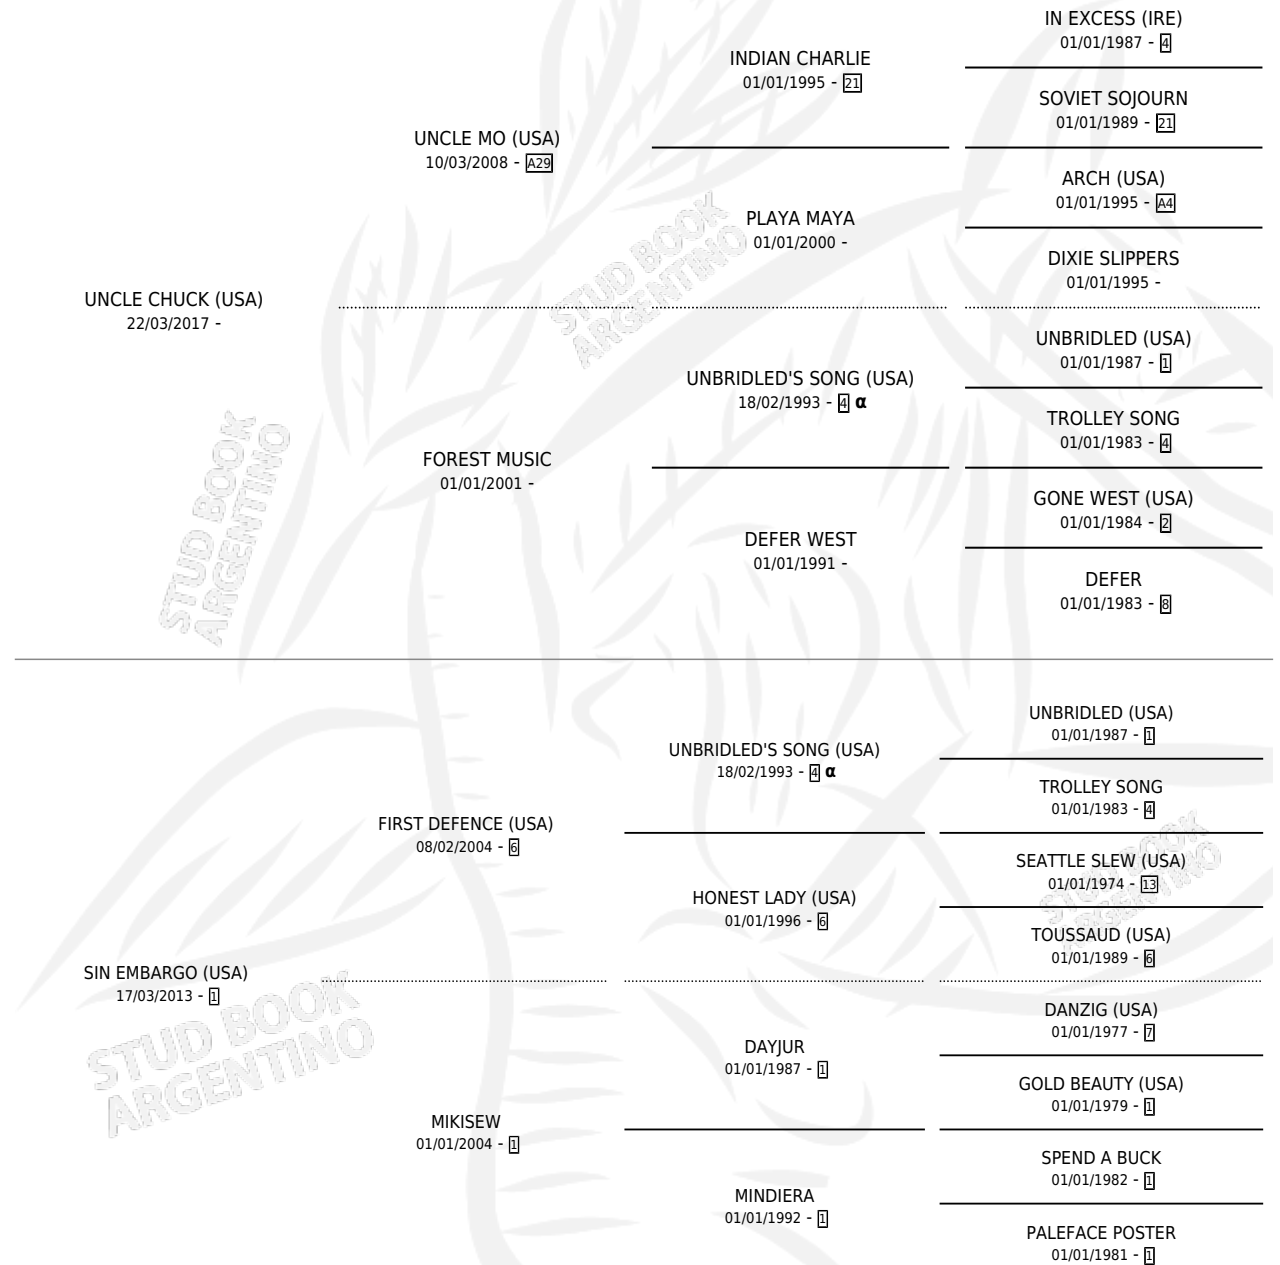 IN EXCESS (IRE)
01/01/1987 - 4
INDIAN CHARLIE
01/01/1995 - 21
SOVIET SOJOURN
01/01/1989 - 21
UNCLE MO (USA)
10/03/2008 - A29
ARCH (USA)
01/01/1995 - A4
PLAYA MAYA
01/01/2000 -
DIXIE SLIPPERS
01/01/1995 -
UNCLE CHUCK (USA)
22/03/2017 -
UNBRIDLED (USA)
01/01/1987 - 1
UNBRIDLED'S SONG (USA)
18/02/1993 - 4 α
TROLLEY SONG
01/01/1983 - 4
FOREST MUSIC
01/01/2001 -
GONE WEST (USA)
01/01/1984 - 2
DEFER WEST
01/01/1991 -
DEFER
01/01/1983 - 8
UNBRIDLED (USA)
01/01/1987 - 1
UNBRIDLED'S SONG (USA)
18/02/1993 - 4 α
TROLLEY SONG
01/01/1983 - 4
FIRST DEFENCE (USA)
08/02/2004 - 6
SEATTLE SLEW (USA)
01/01/1974 - 13
HONEST LADY (USA)
01/01/1996 - 6
TOUSSAUD (USA)
01/01/1989 - 6
SIN EMBARGO (USA)
17/03/2013 - 1
DANZIG (USA)
01/01/1977 - 7
DAYJUR
01/01/1987 - 1
GOLD BEAUTY (USA)
01/01/1979 - 1
MIKISEW
01/01/2004 - 1
SPEND A BUCK
01/01/1982 - 1
MINDIERA
01/01/1992 - 1
PALEFACE POSTER
01/01/1981 - 1
STUD BOOK
ARGENTINO
STUD BOOK
ARGENTINO
STUD BOOK
ARGENTINO
STUD BOOK
ARGENTINO